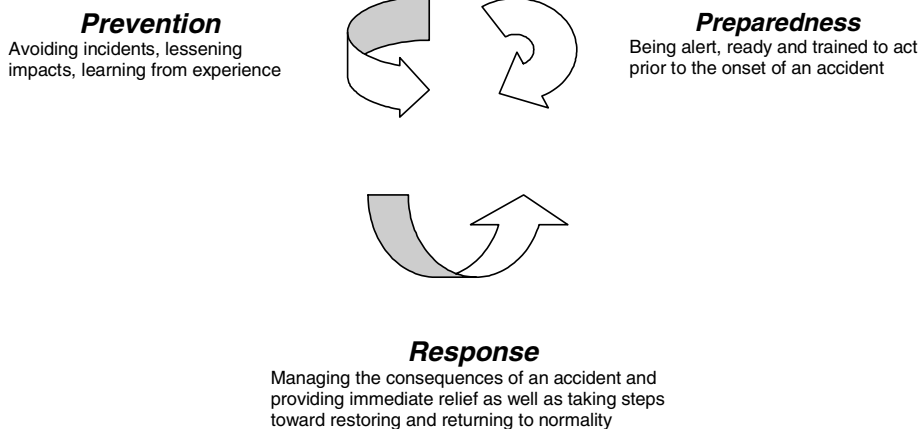 Prevention
Avoiding incidents, lessening
impacts, learning from experience
Preparedness
Being alert, ready and trained to act
prior to the onset of an accident
Response
Managing the consequences of an accident and
providing immediate relief as well as taking steps
toward restoring and returning to normality